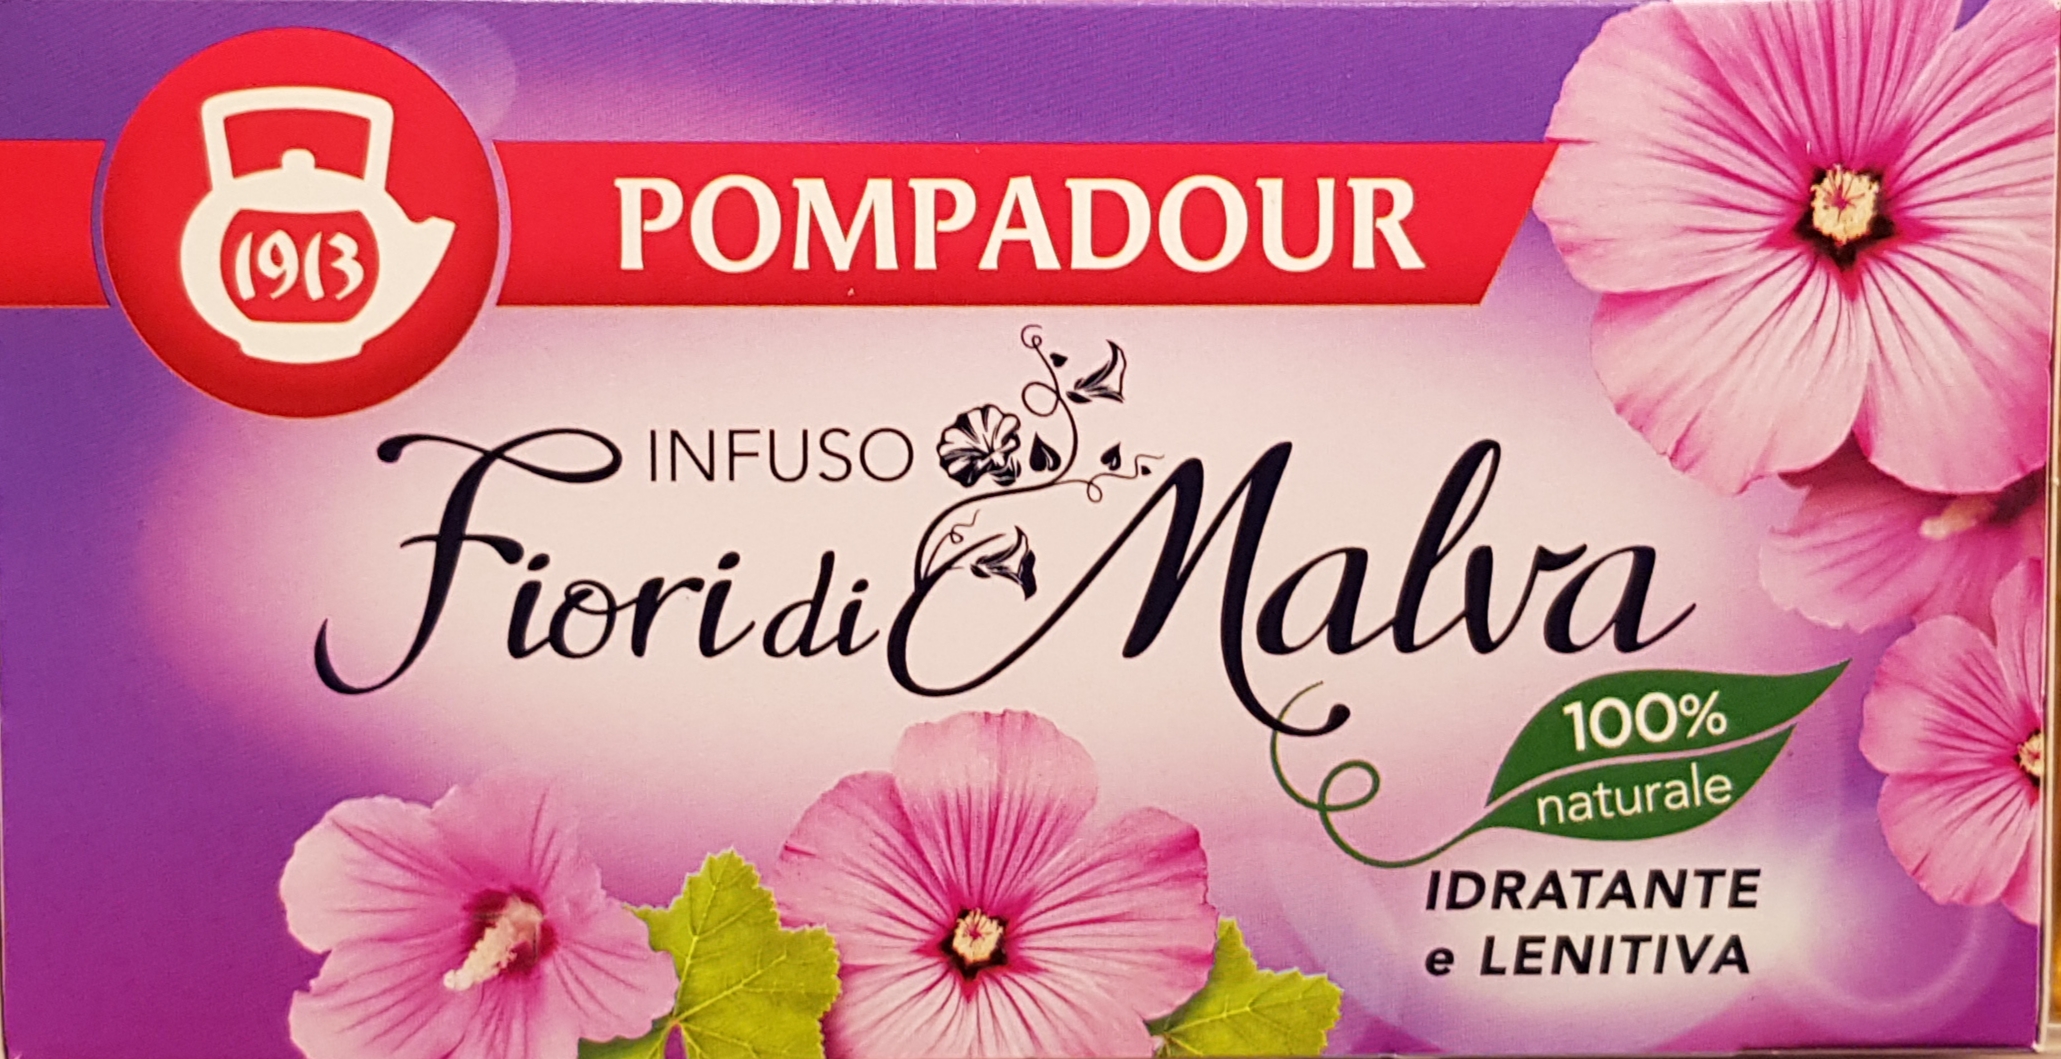 1913
POMPADOUR
INFUSO
Fiori di Malva
100%
naturale
IDRATANTE
e LENITIVA